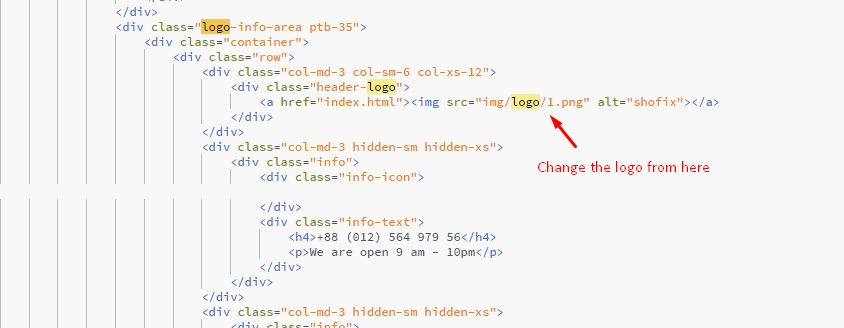 </div>
<div class="logo-info-area ptb-35">
<div class="container">
<div class="row">
<div class="col-md-3 col-sm-6 col-xs-12">
<div class="header-logo">
<a href="index.html"><img src="img/logo/1.png" alt="shofix"></a>
</div>
</div>
<div class="col-md-3 hidden-sm hidden-xs">
<div class="info">
<div class="info-icon">
Change the logo from here
</div>
<div class="info-text">
<h4>+88 (012) 564 979 56</h4>
<p>We are open 9 am - 10pm</p>
</div>
</div>
</div>
<div class="col-md-3 hidden-sm hidden-xs">
<div class="info">